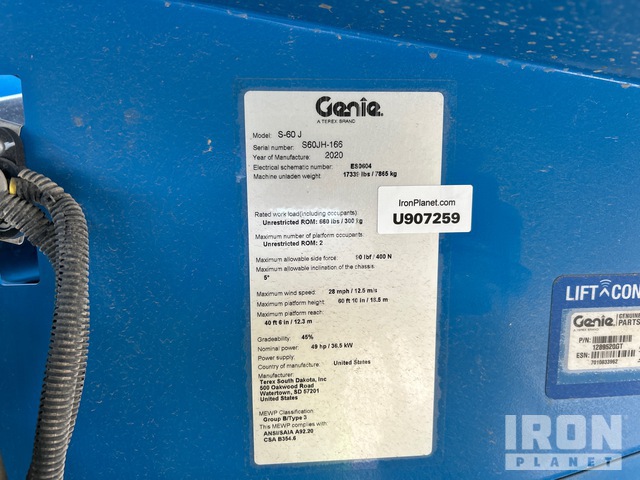 Genie.
A TEREX BRAND
Model: S-60 J
Serial number: S60JH-166
Year of Manufacture: 2020
Electrical schematic number: ES0604
Machine unladen weight: 17339 lbs / 7865 kg
IronPlanet.com
U907259
Rated work load(including occupants)
Unrestricted ROM: 660 lbs / 300 kg
Maximum number of platform occupants:
Unrestricted ROM: 2
Maximum allowable side force 90 lbf / 400 N
Maximum allowable inclination of the chassis:
5°
Maximum wind speed: 28 mph / 12.5 m/s
Maximum platform height: 60 ft 10 in / 18.5 m
Maximum platform reach:
40 ft 6 in / 12.3 m
Gradeability: 45%
Nominal power: 49 hp / 36.5 kW
Power supply:
Country of manufacture: United States
Manufacturer:
Terex South Dakota, Inc
500 Oakwood Road
Watertown, SD 57201
United States
MEWP Classification
Group B/Type 3
This MEWP complies with:
ANSI/SAIA A92.20
CSA B354.6
LIFT CON
Genie. GENUINE PARTS
A TEREX BRAND
P/N:
1289520GT
ESN:
7010833962
IRON
PLANET